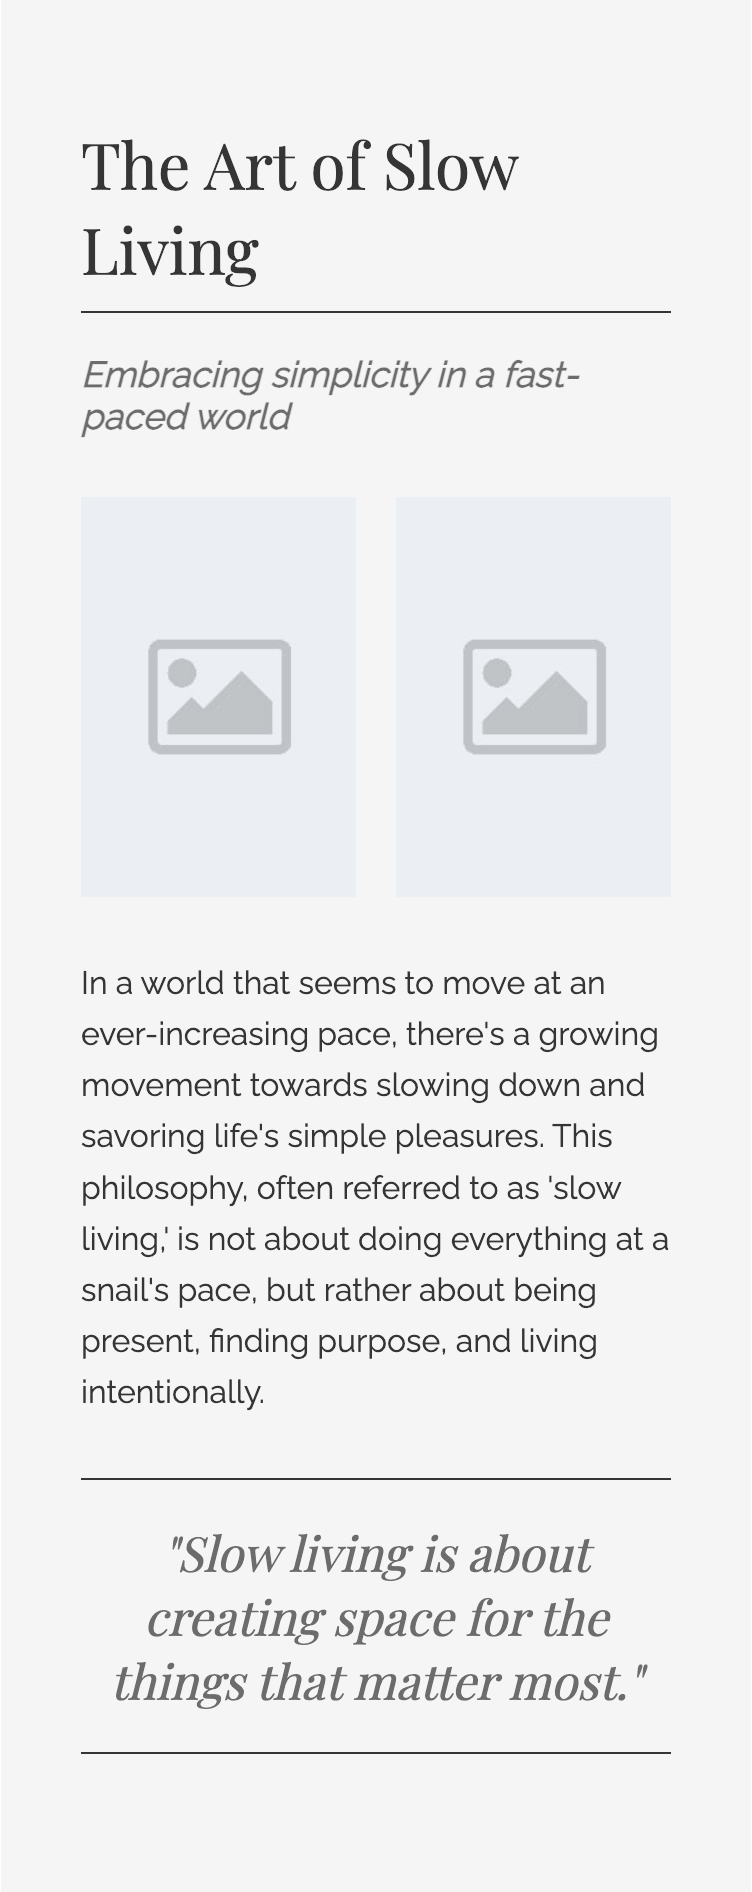 The Art of Slow
Living
Embracing simplicity in a fast-
paced world
In a world that seems to move at an
ever-increasing pace, there's a growing
movement towards slowing down and
savoring life's simple pleasures. This
philosophy, often referred to as 'slow
living,' is not about doing everything at a
snail's pace, but rather about being
present, finding purpose, and living
intentionally.
"Slow living is about
creating space for the
things that matter most."